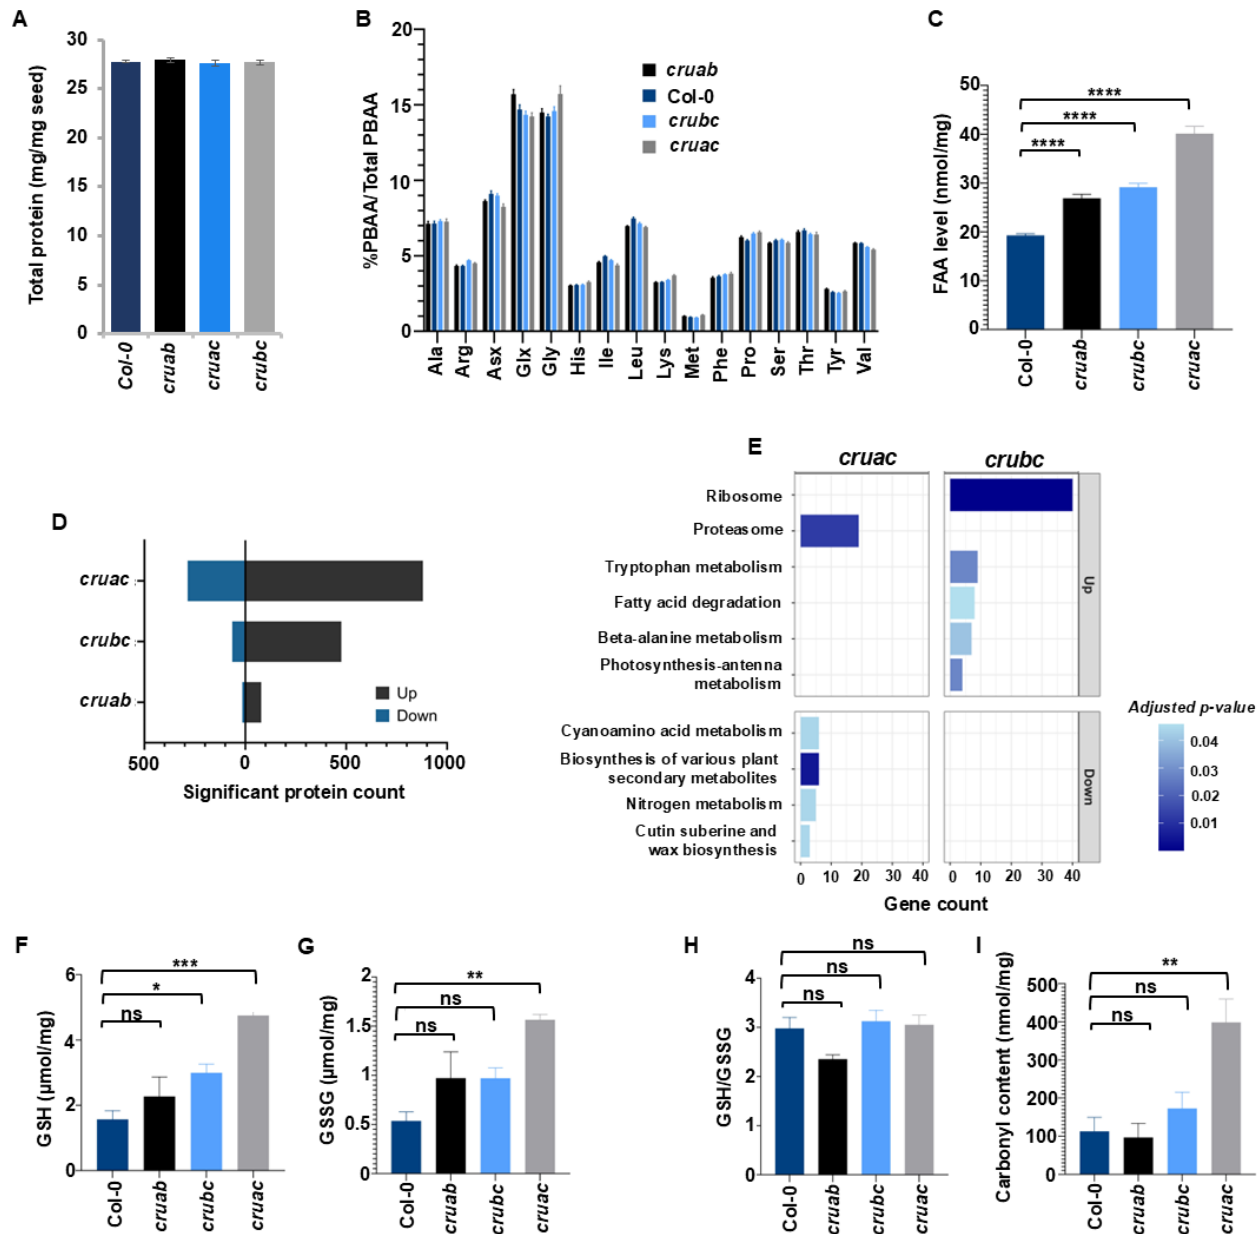 A
Total protein (mg/mg seed)
30
25
20
15
10
5
0
Col-0
cruab
cruac
crubc
B
%PBAA/Total PBAA
20
15
10
5
0
cruab
Col-0
crubc
cruac
Ala
Arg
Asx
Glx
Gly
His
Ile
Leu
Lys
Met
Phe
Pro
Ser
Thr
Tyr
Val
C
FAA level (nmol/mg)
50
40
30
20
10
0
****
****
****
Col-0
cruab
crubc
cruac
D
cruac
crubc
cruab
Up
Down
500
0
500
1000
Significant protein count
E
cruac
crubc
Ribosome
Proteasome
Tryptophan metabolism
Fatty acid degradation
Beta-alanine metabolism
Photosynthesis-antenna
metabolism
Up
Cyanoamino acid metabolism
Biosynthesis of various plant
secondary metabolites
Nitrogen metabolism
Cutin suberine and
wax biosynthesis
Down
0 10 20 30 40
0 10 20 30 40
Gene count
Adjusted p-value
0.04
0.03
0.02
0.01
F
GSH (µmol/mg)
6
4
2
0
***
*
ns
Col-0
cruab
crubc
cruac
G
GSSG (µmol/mg)
2
1.5
1
0.5
0
**
ns
ns
Col-0
cruab
crubc
cruac
H
GSH/GSSG
4
3
2
1
0
ns
ns
ns
Col-0
cruab
crubc
cruac
I
Carbonyl content (nmol/mg)
500
400
300
200
100
0
**
ns
ns
Col-0
cruab
crubc
cruac